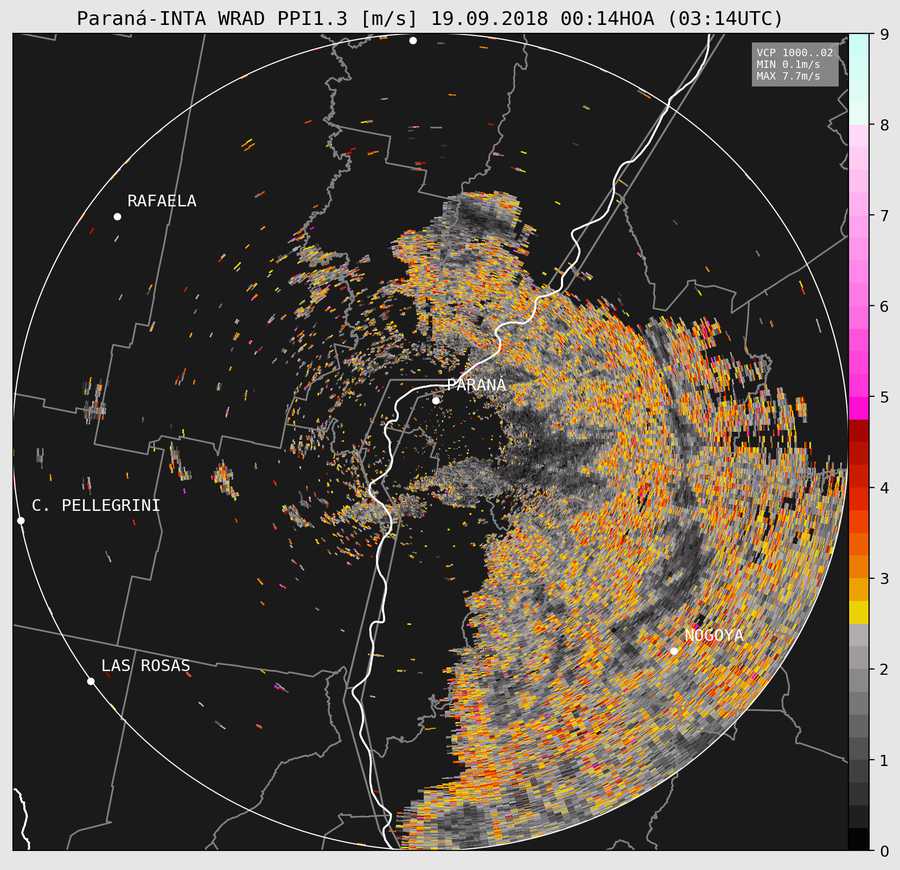 Paraná-INTA WRAD PPI1.3 [m/s] 19.09.2018 00:14HOA (03:14UTC)
VCP 1000..02
MIN 0.1m/s
MAX 7.7m/s
RAFAELA
PARANÁ
C. PELLEGRINI
NOGOYA
LAS ROSAS
9
8
7
6
5
4
3
2
1
0